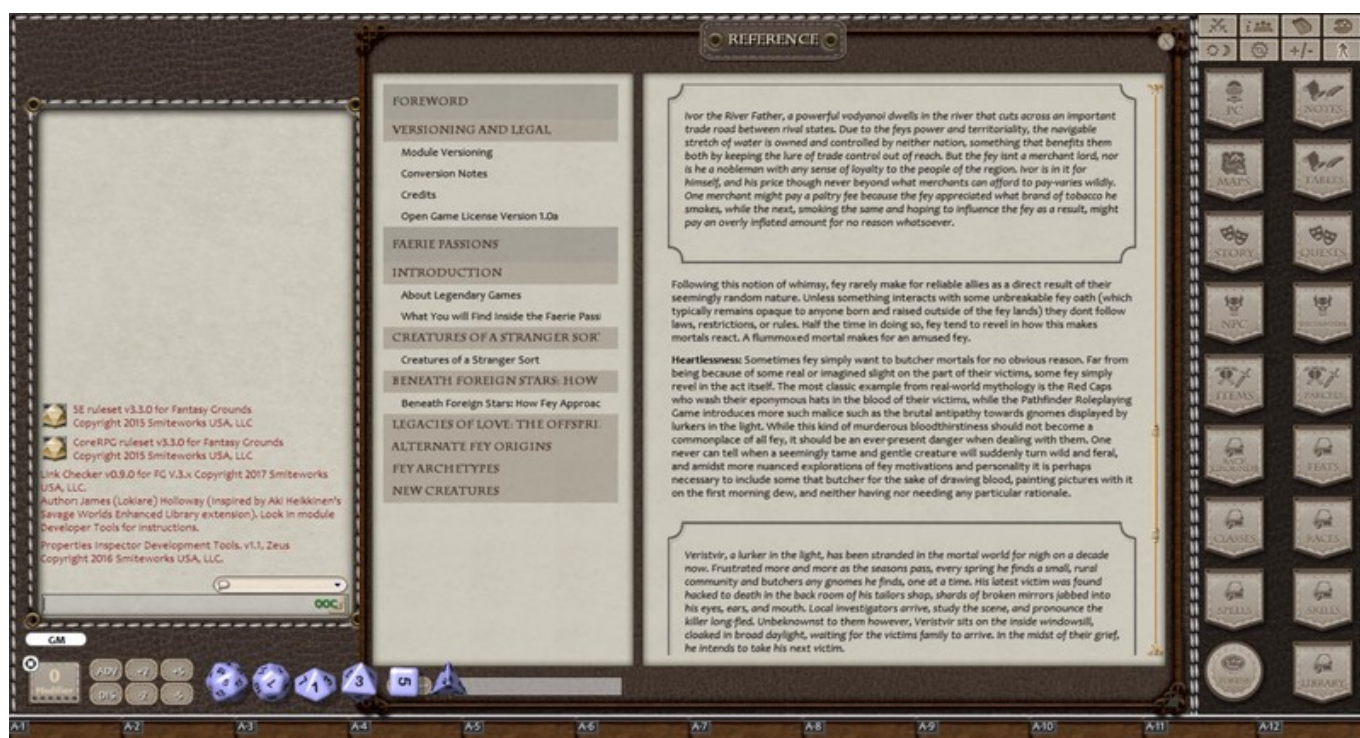 REFERENCE
FOREWORD
VERSIONING AND LEGAL
Module Versioning
Conversion Notes
Credits
Open Game License Version 1.0a
FAERIE PASSIONS
INTRODUCTION
About Legendary Games
What You will Find Inside the Faerie Passi
CREATURES OF A STRANGER SOR
Creatures of a Stranger Sort
BENEATH FOREIGN STARS: HOW
Beneath Foreign Stars: How Fey Approac
LEGACIES OF LOVE: THE OFFSPRI
ALTERNATE FEY ORIGINS
FEY ARCHETYPES
NEW CREATURES
Ivor the River Father, a powerful vodyanoi dwells in the river that cuts across an important
trade road between rival states. Due to the feys power and territoriality, the navigable
stretch of water is owned and controlled by neither nation, something that benefits them
both by keeping the lure of trade control out of reach. But the fey isnt a merchant lord, nor
is he a nobleman with any sense of loyalty to the people of the region. Ivor is in it for
himself, and his price though never beyond what merchants can afford to pay-varies wildly.
One merchant might pay a paltry fee because the fey appreciated what brand of tobacco he
smokes, while the next, smoking the same and hoping to influence the fey as a result, might
pay an overly inflated amount for no reason whatsoever.
Following this notion of whimsy, fey rarely make for reliable allies as a direct result of their
seemingly random nature. Unless something interacts with some unbreakable fey oath (which
typically remains opaque to anyone born and raised outside of the fey lands) they dont follow
laws, restrictions, or rules. Half the time in doing so, fey tend to revel in how this makes
mortals react. A flummoxed mortal makes for an amused fey.
Heartlessness: Sometimes fey simply want to butcher mortals for no obvious reason. Far from
being because of some real or imagined slight on the part of their victims, some fey simply
revel in the act itself. The most classic example from real-world mythology is the Red Caps
who wash their eponymous hats in the blood of their victims, while the Pathfinder Roleplaying
Game introduces more such malice such as the brutal antipathy towards gnomes displayed by
lurkers in the light. While this kind of murderous bloodthirstiness should not become a
commonplace of all fey, it should be an ever-present danger when dealing with them. One
never can tell when a seemingly tame and gentle creature will suddenly turn wild and feral,
and amidst more nuanced explorations of fey motivations and personality it is perhaps
necessary to include some that butcher for the sake of drawing blood, painting pictures with it
on the first morning dew, and neither having nor needing any particular rationale.
Veristvir, a lurker in the light, has been stranded in the mortal world for nigh on a decade
now. Frustrated more and more as the seasons pass, every spring he finds a small, rural
community and butchers any gnomes he finds, one at a time. His latest victim was found
hacked to death in the back room of his tailors shop, shards of broken mirrors jabbed into
his eyes, ears, and mouth. Local investigators arrive, study the scene, and pronounce the
killer long-fled. Unbeknownst to them however, Veristvir sits on the inside windowsill,
cloaked in broad daylight, waiting for the victims family to arrive. In the midst of their grief,
he intends to take his next victim.
5E ruleset v3.3.0 for Fantasy Grounds
Copyright 2015 Smiteworks USA, LLC
CoreRPG ruleset v3.3.0 for Fantasy Grounds
Copyright 2015 Smiteworks USA, LLC
Link Checker v0.9.0 for FG V.3.x Copyright 2017 Smiteworks
USA, LLC.
Author: James (Lokiare) Holloway (Inspired by Aki Heikkinen's
Savage Worlds Enhanced Library extension). Look in module
Developer Tools for instructions.
Properties Inspector Development Tools. v1.1, Zeus
Copyright 2016 Smiteworks USA, LLC.
OOC
GM
0
Modifier
ADV +2 +5
DIS -2 -5
1 3 5
+/-
PC NOTES
MAPS TABLES
STORY QUESTS
NPC
ITEMS PARCELS
BACK
GROUNDS FEATS
CLASSES RACES
SPELLS SKILLS
LIBRARY
A-1 A-2 A-3 A-4 A-5 A-6 A-7 A-8 A-9 A-10 A-11 A-12